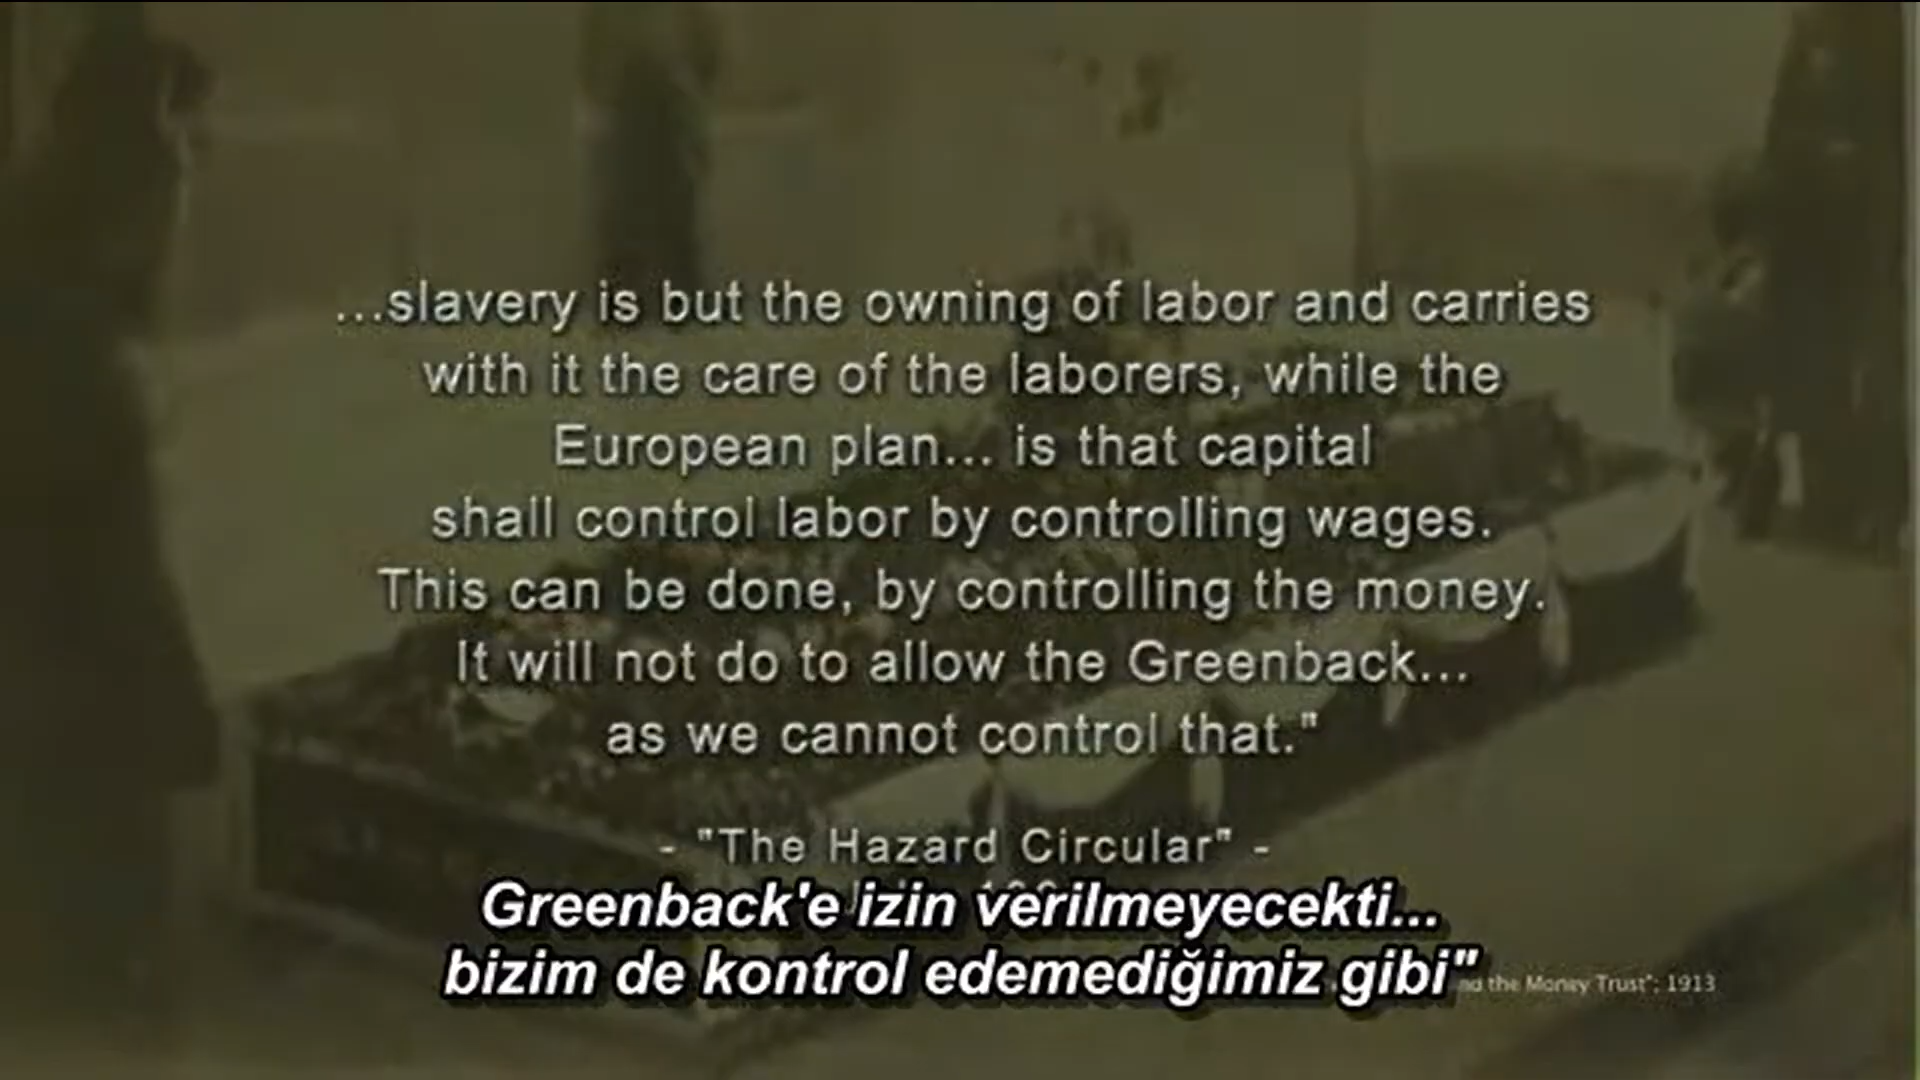 ...slavery is but the owning of labor and carries
with it the care of the laborers, while the
European plan... is that capital
shall control labor by controlling wages.
This can be done, by controlling the money.
It will not do to allow the Greenback...
as we cannot control that."
- "The Hazard Circular" -
Greenback'e izin verilmeyecekti...
bizim de kontrol edemediğimiz gibi"
the Money Trust"; 1913